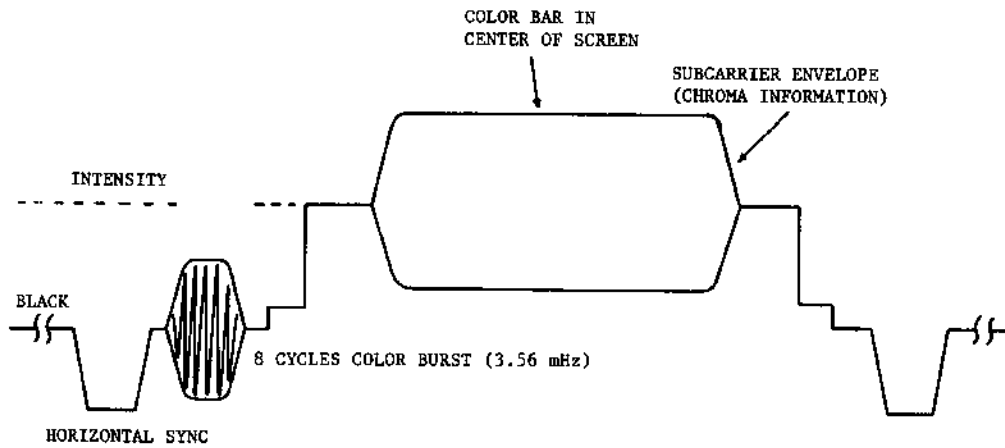 COLOR BAR IN
CENTER OF SCREEN
SUBCARRIER ENVELOPE
(CHROMA INFORMATION)
INTENSITY
BLACK
8 CYCLES COLOR BURST (3.56 mHz)
HORIZONTAL SYNC